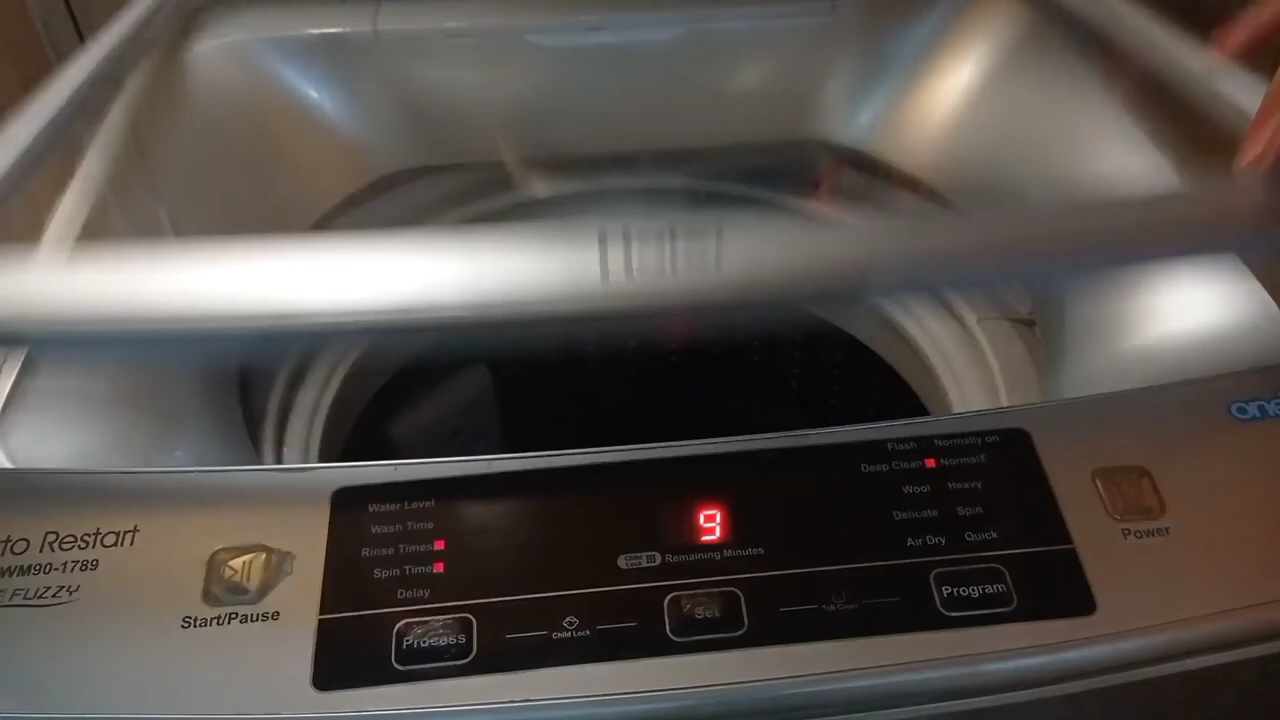 to Restart
WM90-1789
FUZZY
Start/Pause
Water Level
Wash Time
Rinse Times
Spin Time
Delay
Process
Child Lock
9
Child Lock
Remaining Minutes
Set
Tub Clean
Flash Normally on
Deep Clean Normal
Wool Heavy
Delicate Spin
Air Dry Quick
Program
Power
one